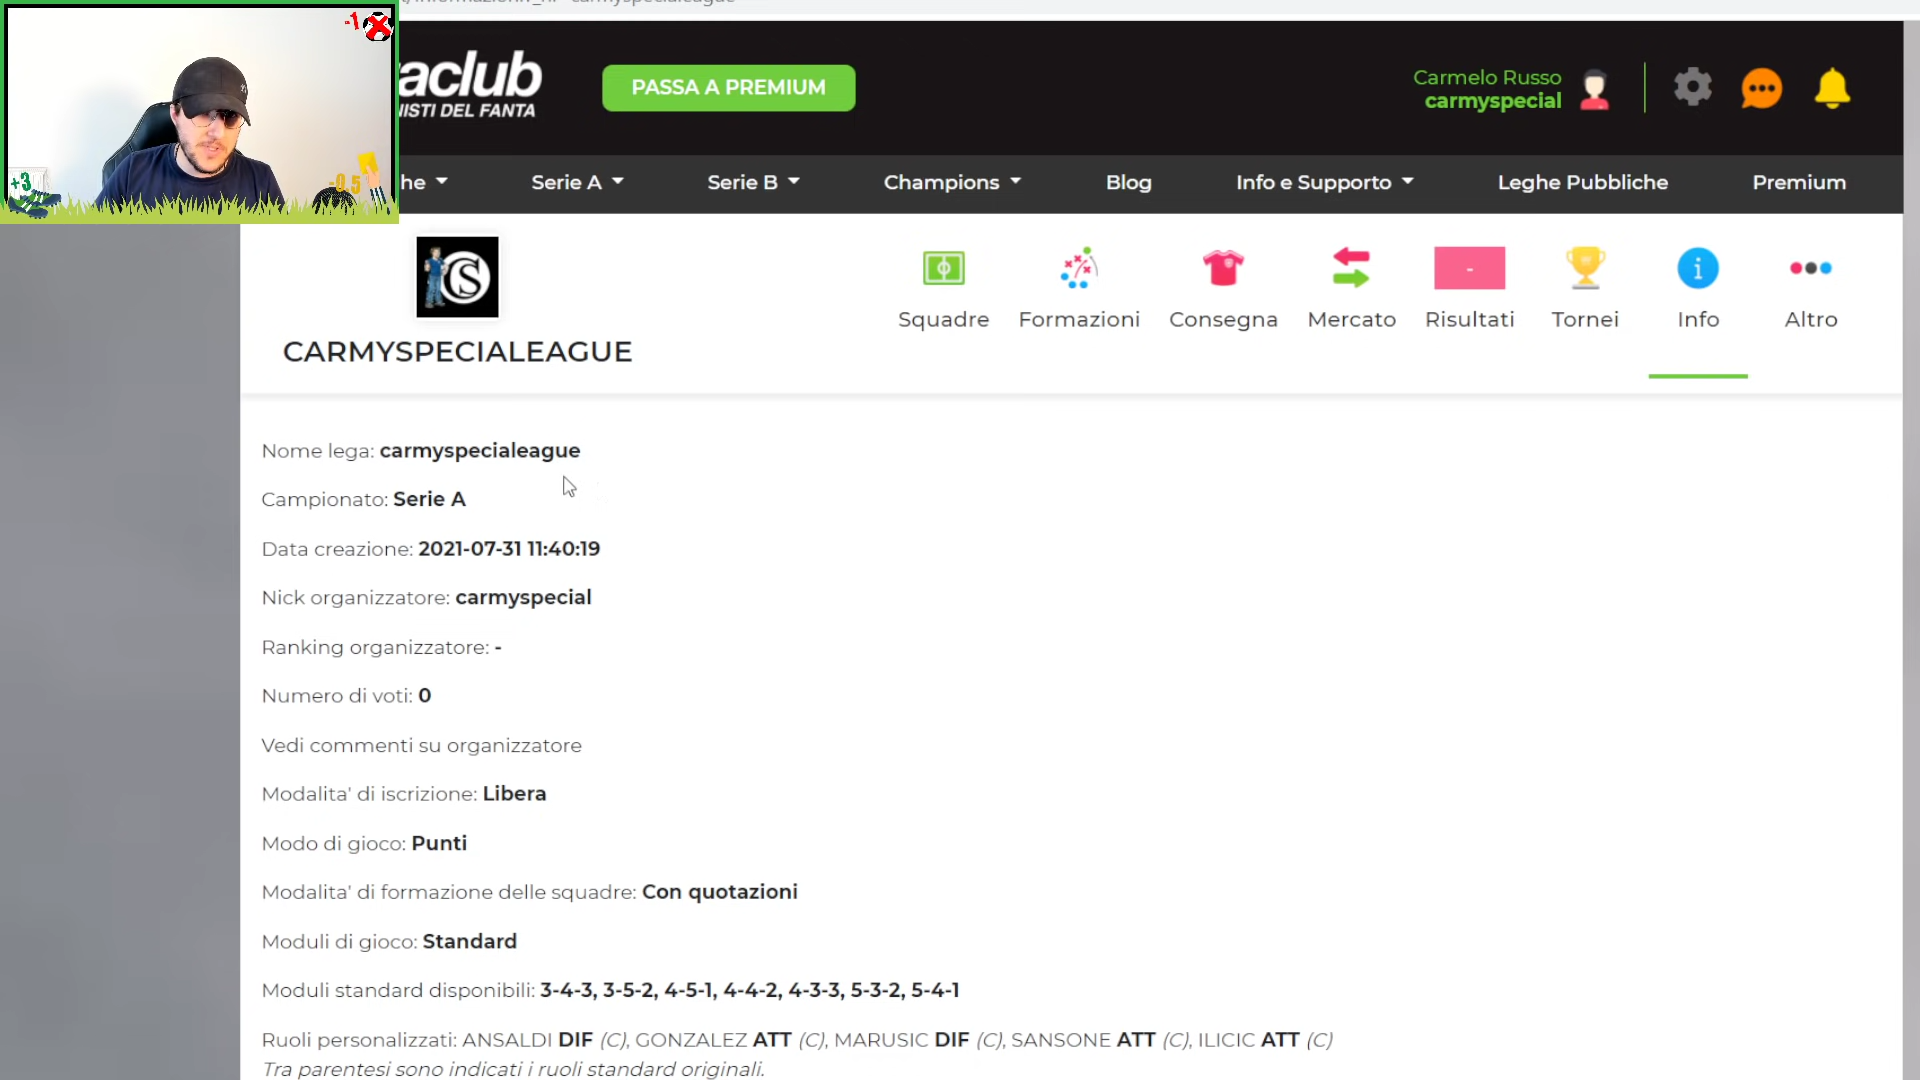 carmyspecialeague
-1
aclub
PASSA A PREMIUM
Carmelo Russo
carmyspecial
ISTI DEL FANTA
+3
-0.5
he
Serie A
Serie B
Champions
Blog
Info e Supporto
Leghe Pubbliche
Premium
CS
Squadre
Formazioni
Consegna
Mercato
-
Risultati
Tornei
i
Info
Altro
CARMYSPECIALEAGUE
Nome lega: carmyspecialeague
Campionato: Serie A
Data creazione: 2021-07-31 11:40:19
Nick organizzatore: carmyspecial
Ranking organizzatore: -
Numero di voti: 0
Vedi commenti su organizzatore
Modalita' di iscrizione: Libera
Modo di gioco: Punti
Modalita' di formazione delle squadre: Con quotazioni
Moduli di gioco: Standard
Moduli standard disponibili: 3-4-3, 3-5-2, 4-5-1, 4-4-2, 4-3-3, 5-3-2, 5-4-1
Ruoli personalizzati: ANSALDI DIF (C), GONZALEZ ATT (C), MARUSIC DIF (C), SANSONE ATT (C), ILICIC ATT (C)
Tra parentesi sono indicati i ruoli standard originali.